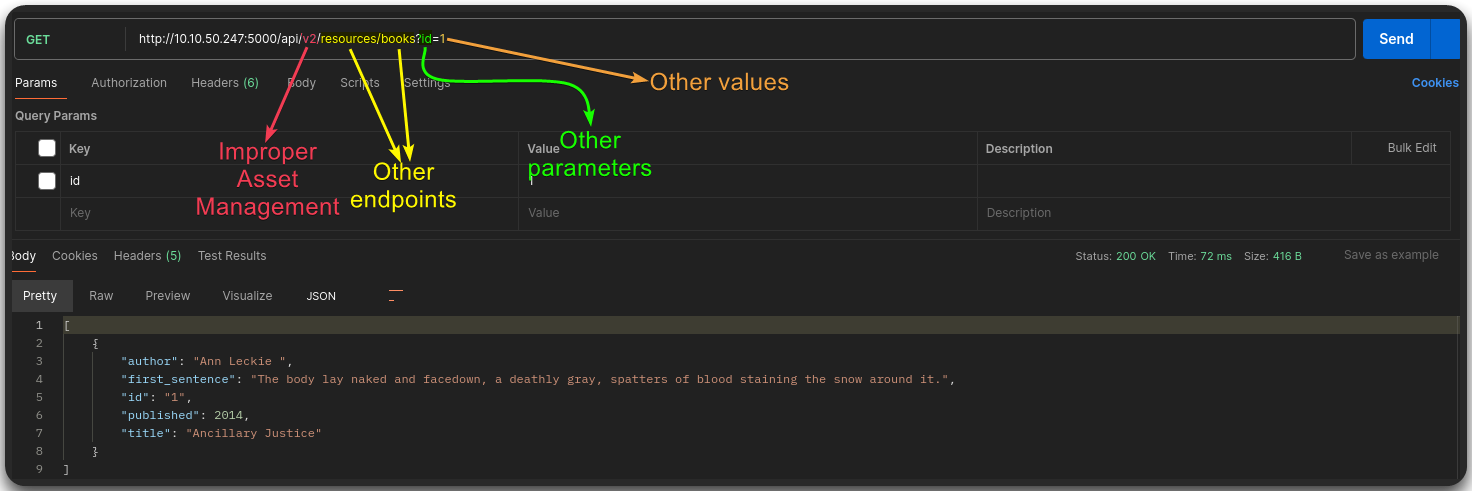 GET http://10.10.50.247:5000/api/v2/resources/books?id=1 Send
Params Authorization Headers (6) Body Scripts Settings Cookies
Other values
Query Params
Key Value Description Bulk Edit
Other
parameters
Improper
Asset
Management
Other
endpoints
id 1
Key Value Description
Body Cookies Headers (5) Test Results Status: 200 OK Time: 72 ms Size: 416 B Save as example
Pretty Raw Preview Visualize JSON
1 [
2 {
3 "author": "Ann Leckie ",
4 "first_sentence": "The body lay naked and facedown, a deathly gray, spatters of blood staining the snow around it.",
5 "id": "1",
6 "published": 2014,
7 "title": "Ancillary Justice"
8 }
9 ]